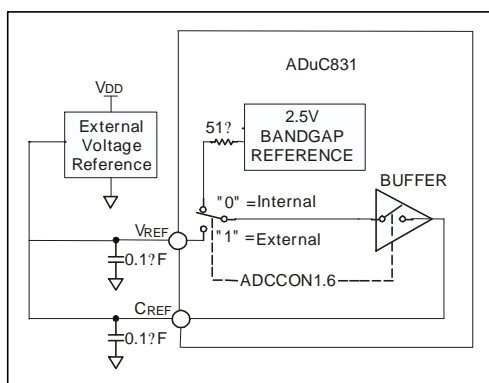 ADuC831
VDD
External
Voltage
Reference
51?
2.5V
BANDGAP
REFERENCE
BUFFER
"0" =Internal
VREF
"1" =External
0.1?F
ADCCON1.6
CREF
0.1?F